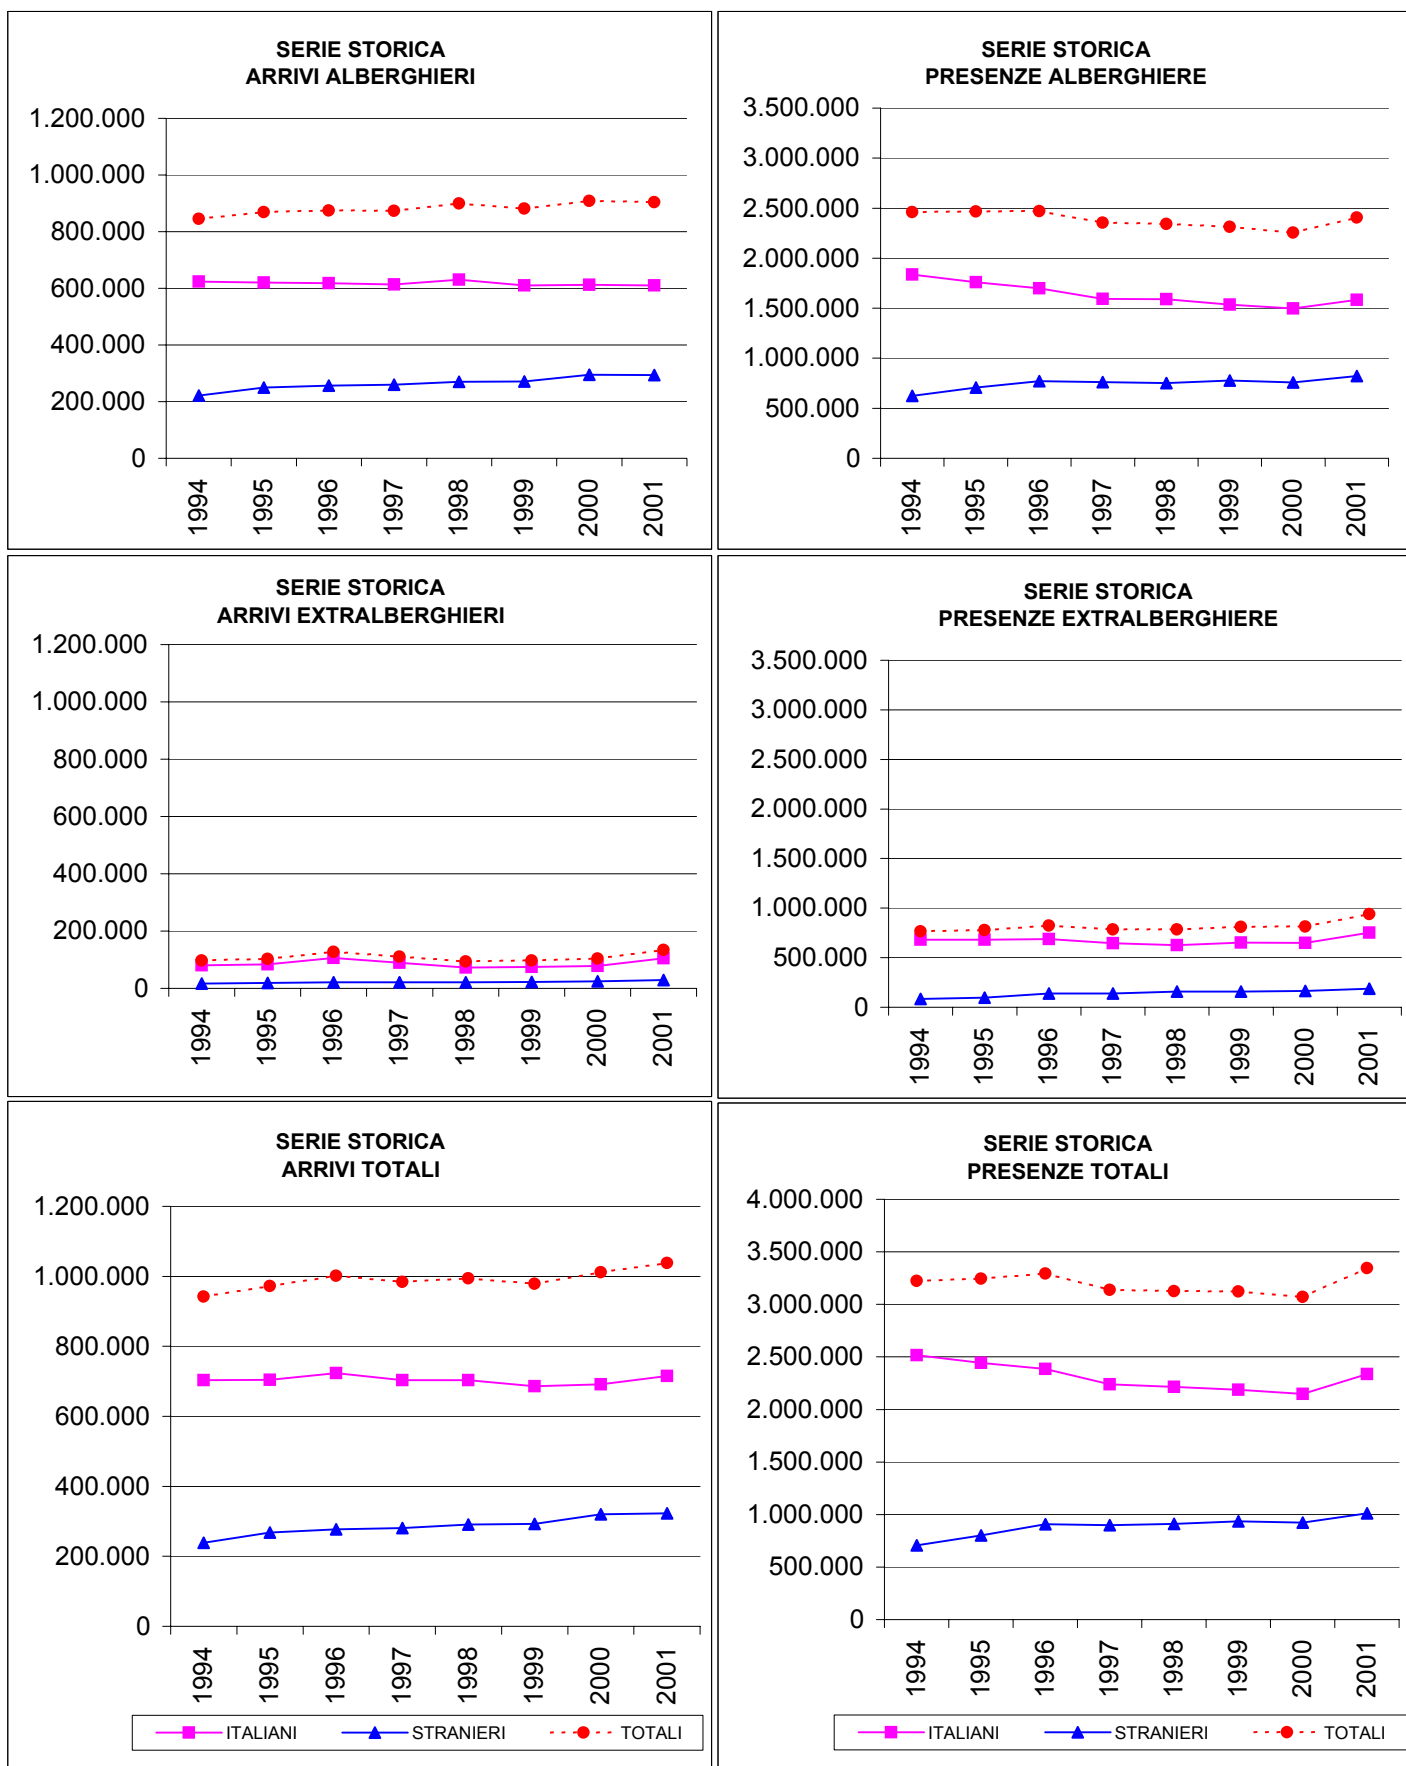 SERIE STORICA
ARRIVI ALBERGHIERI
1.200.000
1.000.000
800.000
600.000
400.000
200.000
0
1994 1995 1996 1997 1998 1999 2000 2001
SERIE STORICA
PRESENZE ALBERGHIERE
3.500.000
3.000.000
2.500.000
2.000.000
1.500.000
1.000.000
500.000
0
1994 1995 1996 1997 1998 1999 2000 2001
SERIE STORICA
ARRIVI EXTRALBERGHIERI
1.200.000
1.000.000
800.000
600.000
400.000
200.000
0
1994 1995 1996 1997 1998 1999 2000 2001
SERIE STORICA
PRESENZE EXTRALBERGHIERE
3.500.000
3.000.000
2.500.000
2.000.000
1.500.000
1.000.000
500.000
0
1994 1995 1996 1997 1998 1999 2000 2001
SERIE STORICA
ARRIVI TOTALI
1.200.000
1.000.000
800.000
600.000
400.000
200.000
0
1994 1995 1996 1997 1998 1999 2000 2001
ITALIANI STRANIERI TOTALI
SERIE STORICA
PRESENZE TOTALI
4.000.000
3.500.000
3.000.000
2.500.000
2.000.000
1.500.000
1.000.000
500.000
0
1994 1995 1996 1997 1998 1999 2000 2001
ITALIANI STRANIERI TOTALI